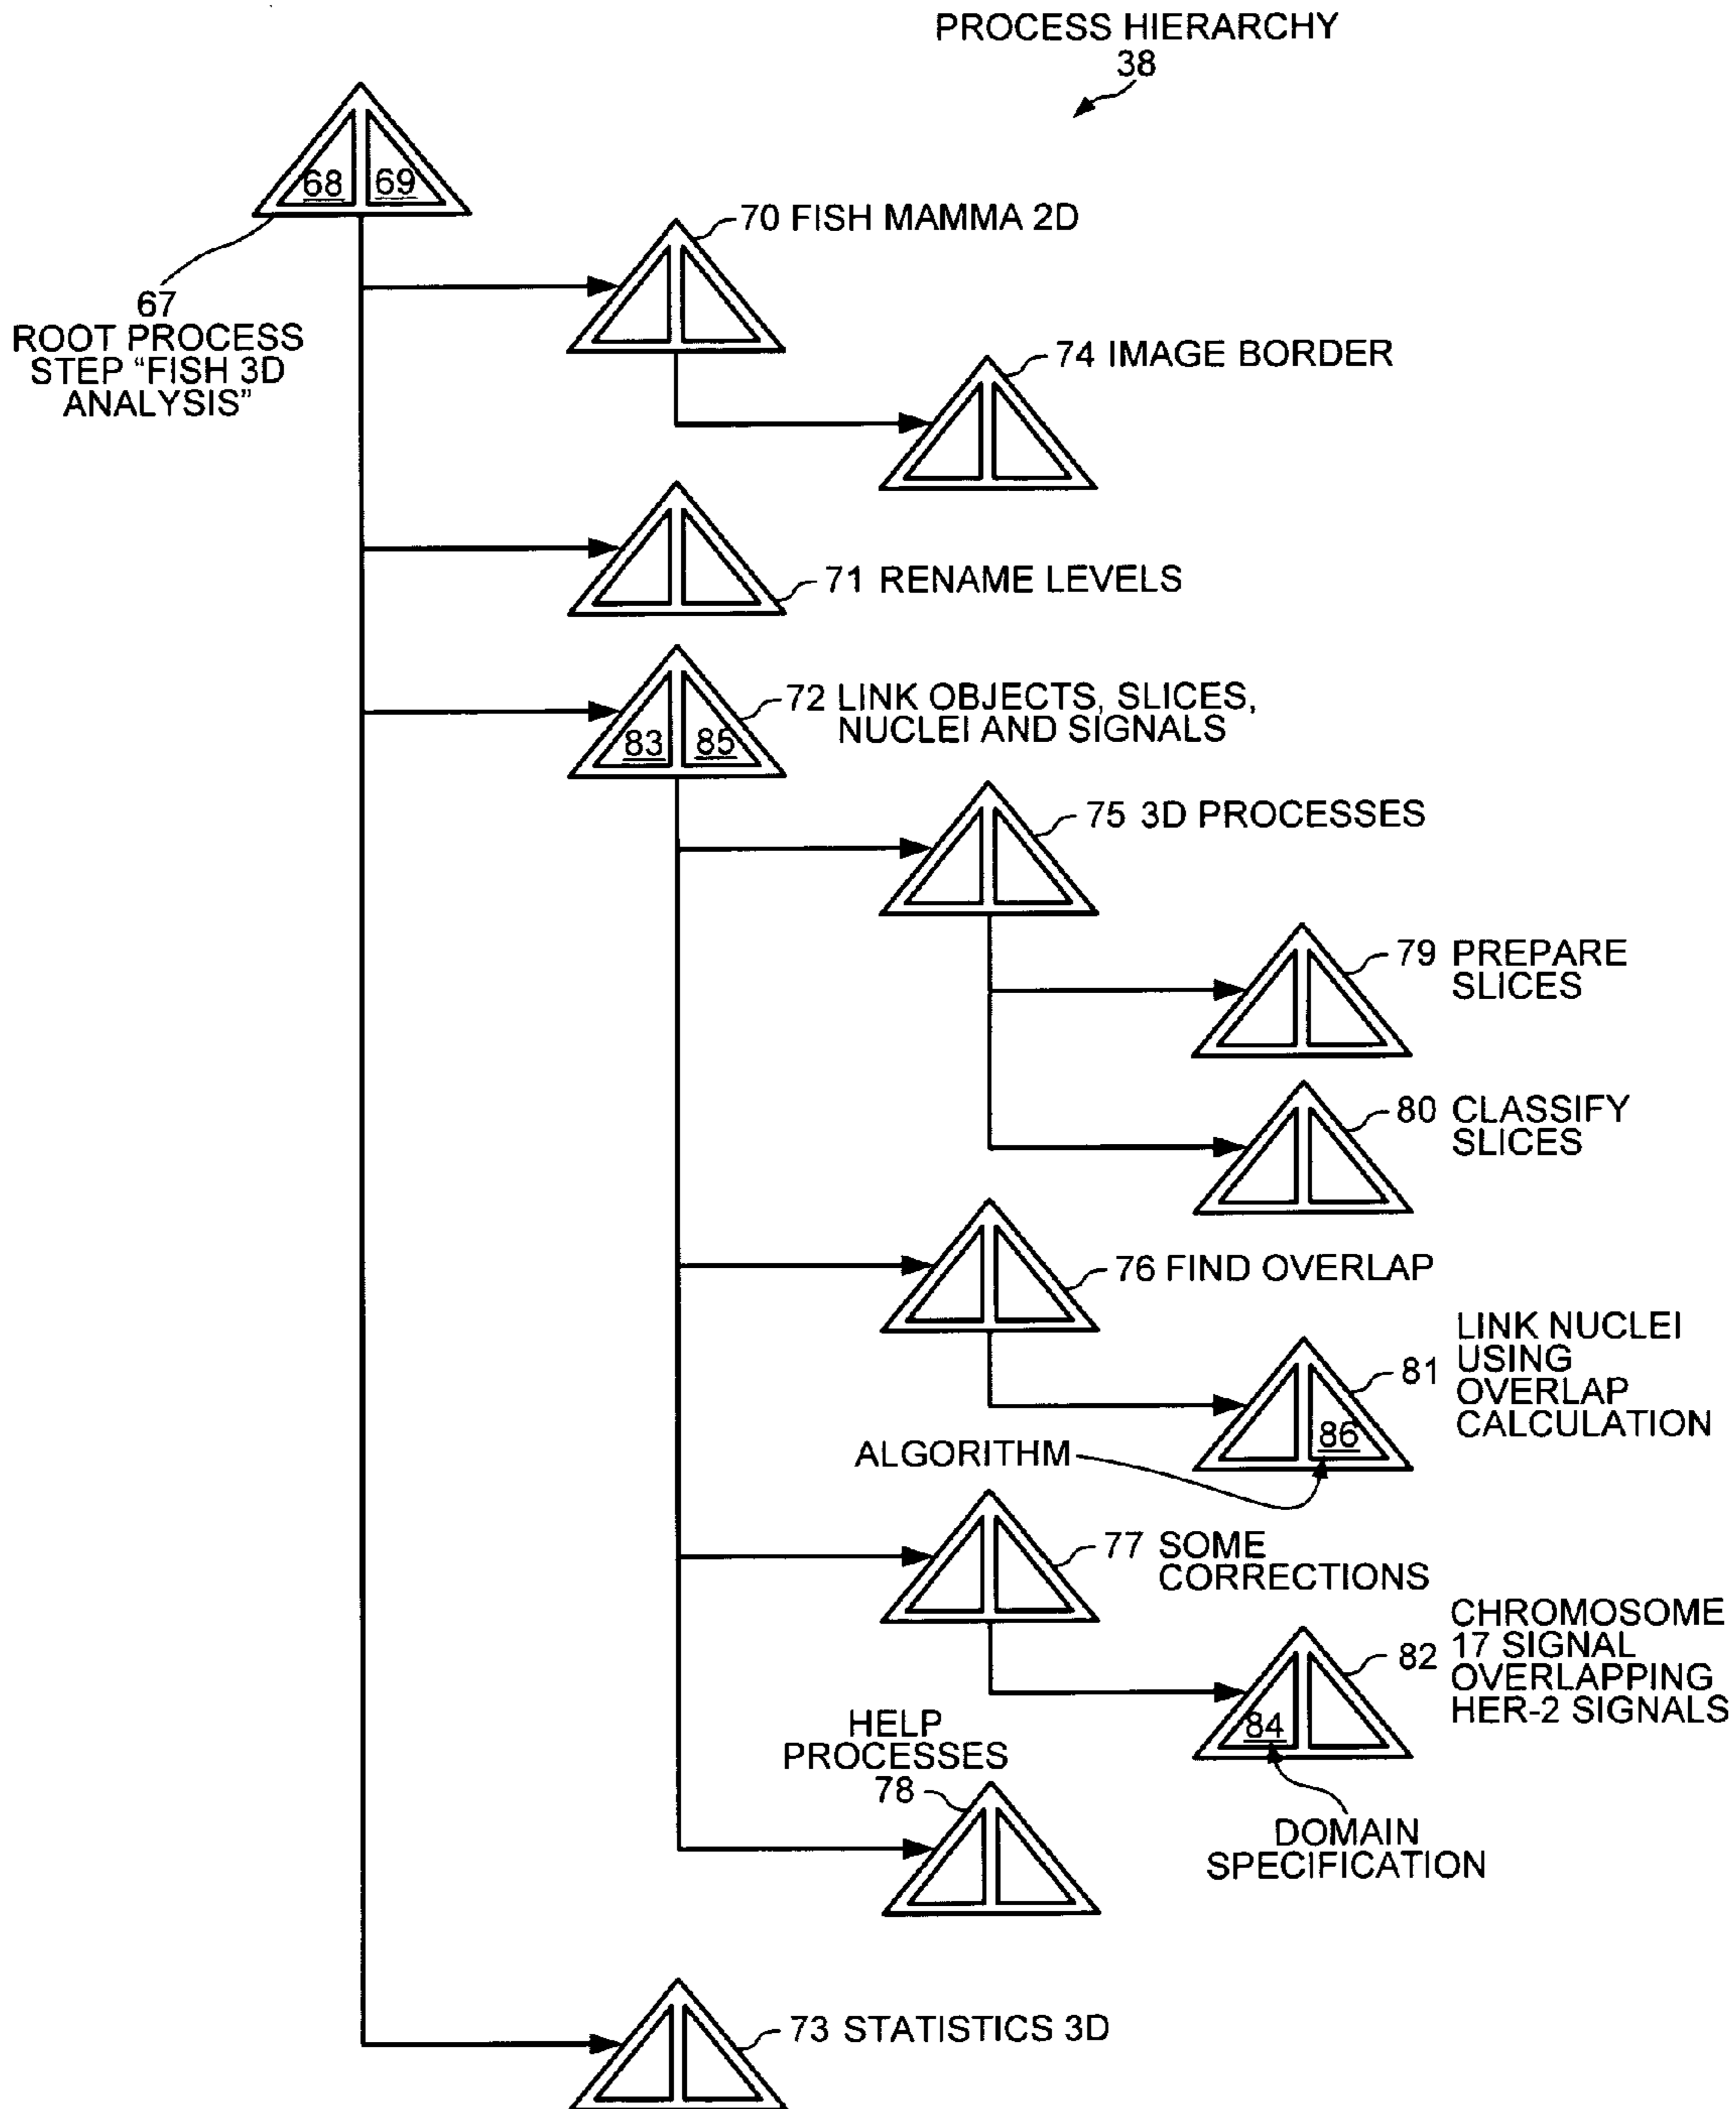 PROCESS HIERARCHY
38
68 69
67
ROOT PROCESS
STEP "FISH 3D
ANALYSIS"
70 FISH MAMMA 2D
74 IMAGE BORDER
71 RENAME LEVELS
72 LINK OBJECTS, SLICES,
NUCLEI AND SIGNALS
83 85
75 3D PROCESSES
79 PREPARE
SLICES
80 CLASSIFY
SLICES
76 FIND OVERLAP
81 LINK NUCLEI
USING
OVERLAP
CALCULATION
86
ALGORITHM
77 SOME
CORRECTIONS
82 CHROMOSOME
17 SIGNAL
OVERLAPPING
HER-2 SIGNALS
84
DOMAIN
SPECIFICATION
HELP
PROCESSES
78
73 STATISTICS 3D